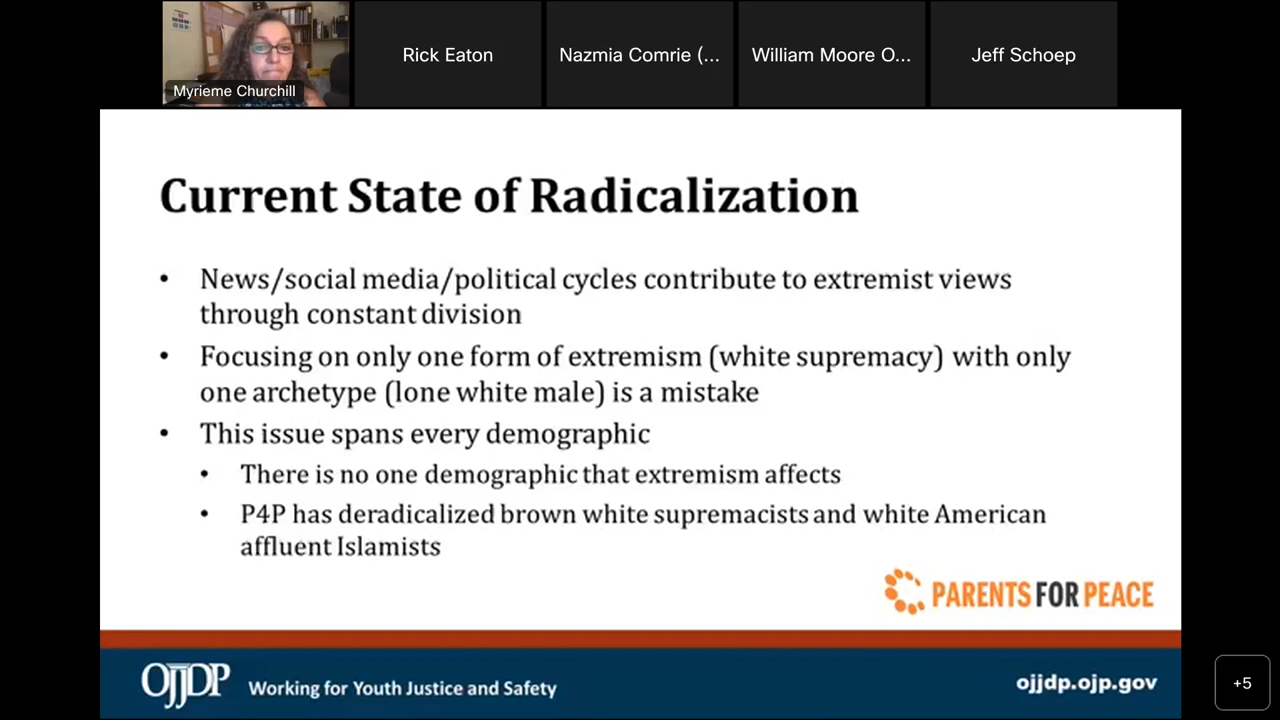 Myrieme Churchill
Rick Eaton
Nazmia Comrie (...
William Moore O...
Jeff Schoep
Current State of Radicalization
• News/social media/political cycles contribute to extremist views
through constant division
• Focusing on only one form of extremism (white supremacy) with only
one archetype (lone white male) is a mistake
• This issue spans every demographic
• There is no one demographic that extremism affects
• P4P has deradicalized brown white supremacists and white American
affluent Islamists
PARENTS FOR PEACE
OJJDP Working for Youth Justice and Safety
ojjdp.ojp.gov
+5